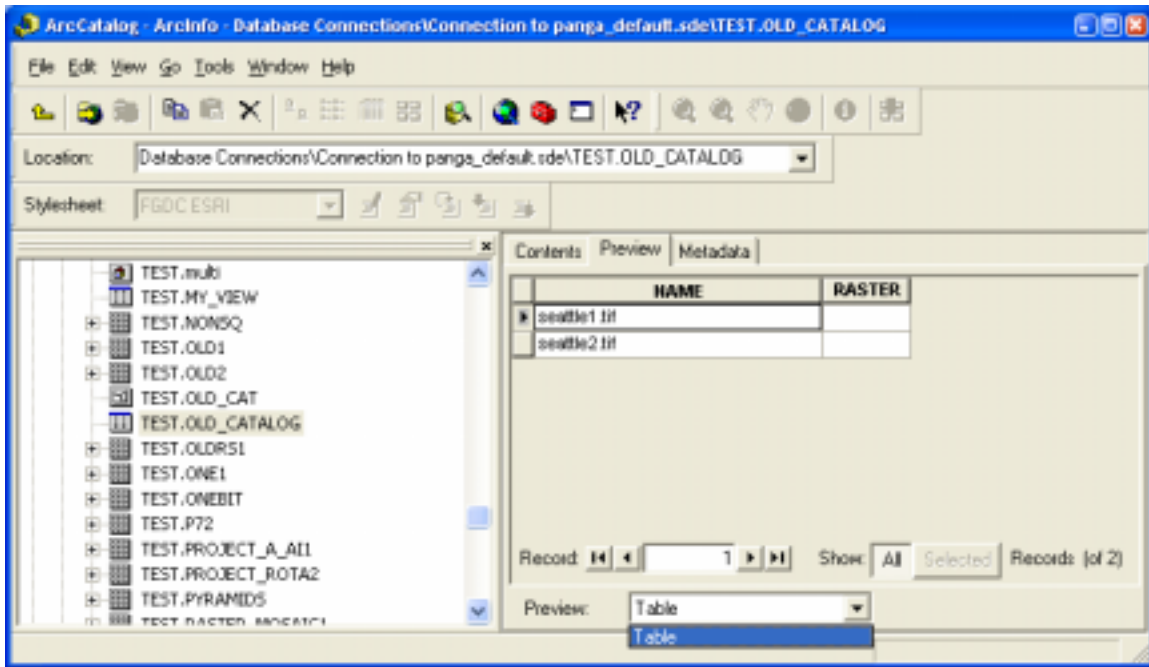 ArcCatalog - ArcInfo - Database Connections\Connection to panga_default.sde\TEST.OLD_CATALOG
File Edit View Go Tools Window Help
Location: Database Connections\Connection to panga_default.sde\TEST.OLD_CATALOG
Stylesheet: FGDC ESRI
TEST.multi
TEST.MY_VIEW
TEST.NONSQ
TEST.OLD1
TEST.OLD2
TEST.OLD_CAT
TEST.OLD_CATALOG
TEST.OLDRS1
TEST.ONE1
TEST.ONEBIT
TEST.P72
TEST.PROJECT_A_AI1
TEST.PROJECT_ROTA2
TEST.PYRAMIDS
TEST.RASTER_MOSAIC1
Contents Preview Metadata
NAME RASTER
seattle1.tif
seattle2.tif
Record: 1 Show: All Selected Records (of 2)
Preview: Table
Table